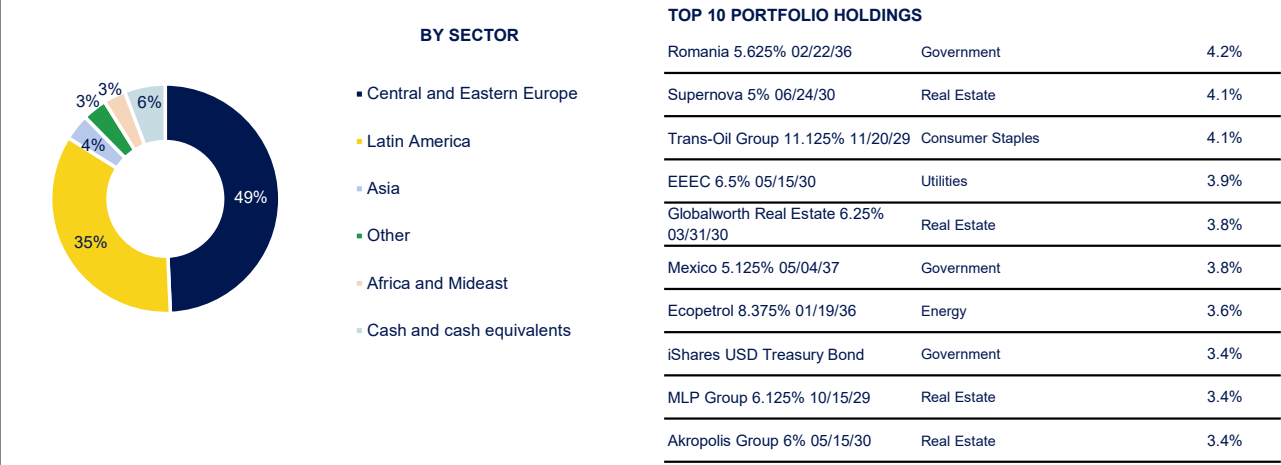 BY SECTOR
3%
3%
6%
4%
49%
35%
Central and Eastern Europe
Latin America
Asia
Other
Africa and Mideast
Cash and cash equivalents
TOP 10 PORTFOLIO HOLDINGS
Romania 5.625% 02/22/36 Government 4.2%
Supernova 5% 06/24/30 Real Estate 4.1%
Trans-Oil Group 11.125% 11/20/29 Consumer Staples 4.1%
EEEC 6.5% 05/15/30 Utilities 3.9%
Globalworth Real Estate 6.25%
03/31/30 Real Estate 3.8%
Mexico 5.125% 05/04/37 Government 3.8%
Ecopetrol 8.375% 01/19/36 Energy 3.6%
iShares USD Treasury Bond Government 3.4%
MLP Group 6.125% 10/15/29 Real Estate 3.4%
Akropolis Group 6% 05/15/30 Real Estate 3.4%